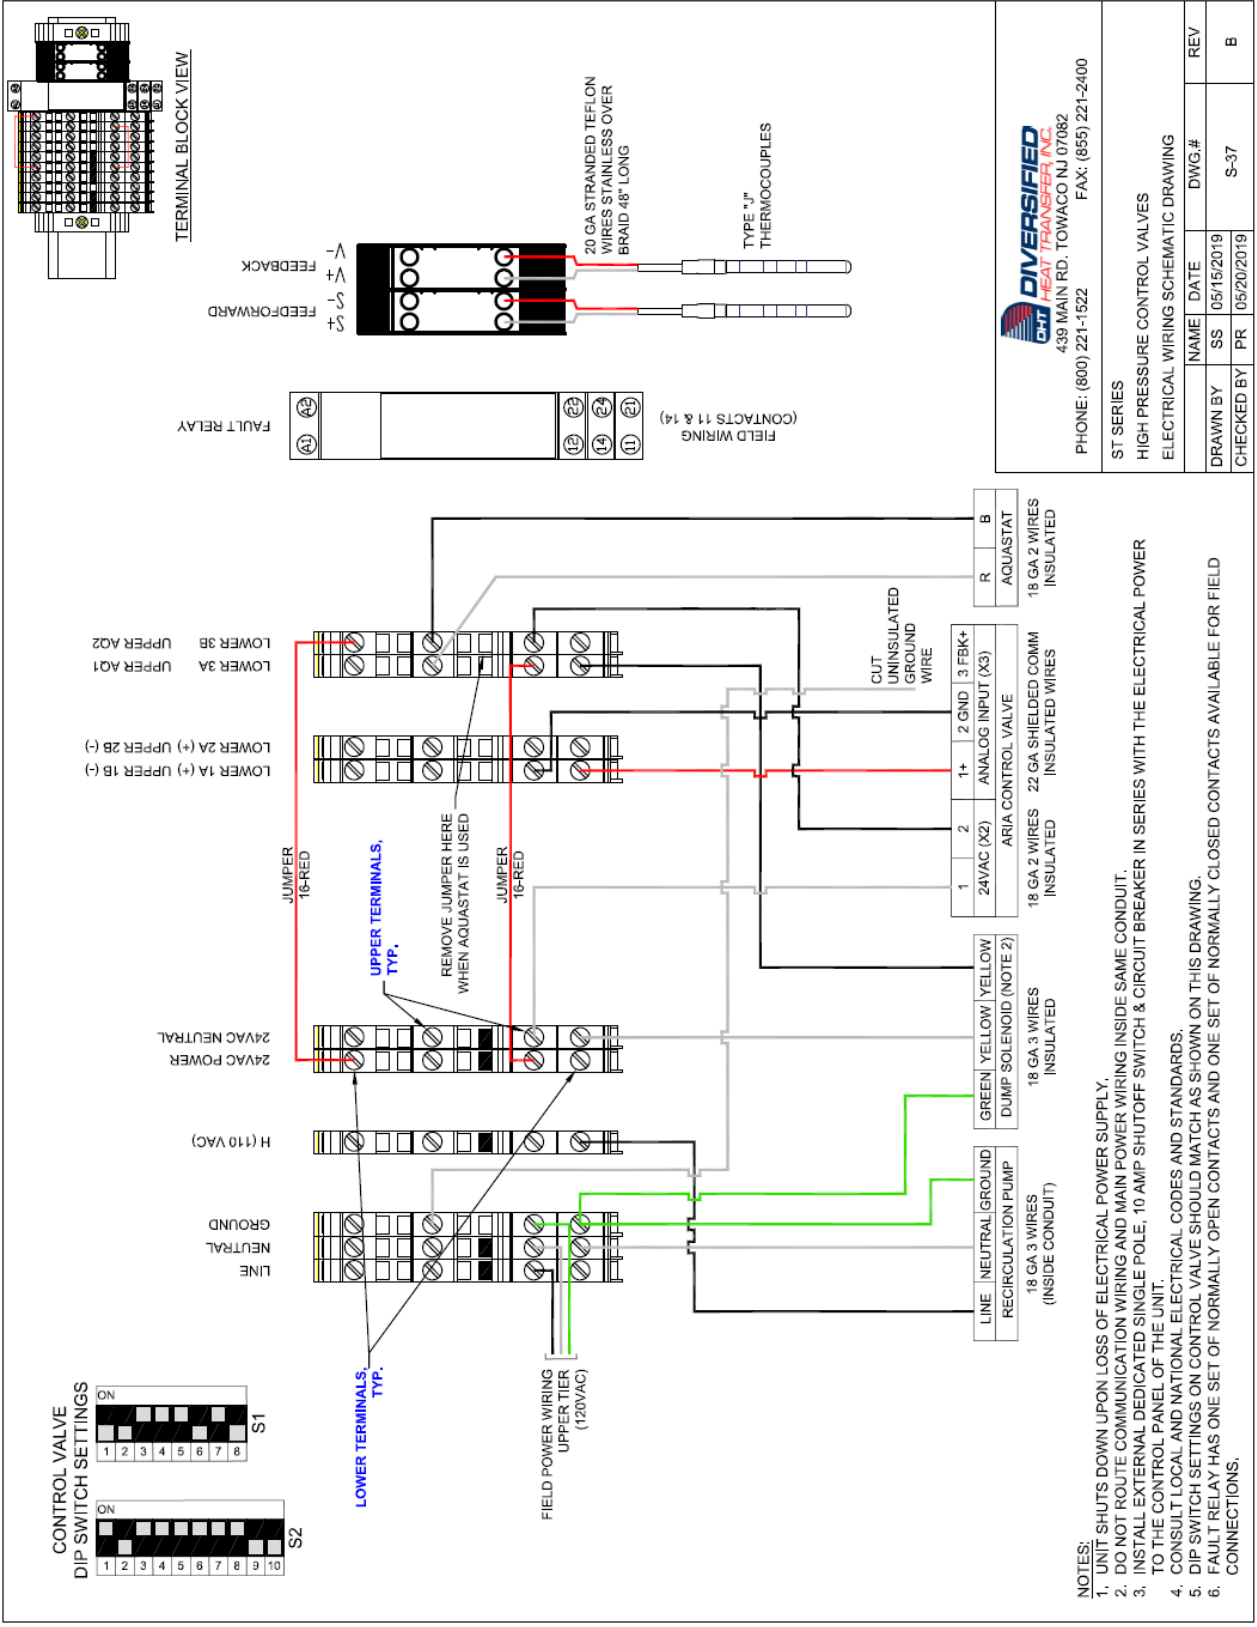 CONTROL VALVE
DIP SWITCH SETTINGS
ON
1 2 3 4 5 6 7 8 9 10
S2
ON
1 2 3 4 5 6 7 8
S1
LOWER TERMINALS,
TYP.
FIELD POWER WIRING
UPPER TIER
(120VAC)
LINE
NEUTRAL
GROUND
H (110 VAC)
24VAC POWER
24VAC NEUTRAL
UPPER TERMINALS,
TYP.
JUMPER
16-RED
REMOVE JUMPER HERE
WHEN AQUASTAT IS USED
JUMPER
16-RED
LOWER 1A (+) UPPER 1B (-)
LOWER 2A (+) UPPER 2B (-)
LOWER 3A UPPER AQ1
LOWER 3B UPPER AQ2
CUT
UNINSULATED
GROUND
WIRE
LINE NEUTRAL GROUND
RECIRCULATION PUMP
18 GA 3 WIRES
(INSIDE CONDUIT)
GREEN YELLOW YELLOW
DUMP SOLENOID (NOTE 2)
18 GA 3 WIRES
INSULATED
1 2 1+ 2 GND 3 FBK+
24VAC (X2) ANALOG INPUT (X3)
ARIA CONTROL VALVE
18 GA 2 WIRES
INSULATED
22 GA SHIELDED COMM
INSULATED WIRES
R B
AQUASTAT
18 GA 2 WIRES
INSULATED
FAULT RELAY
A1 A2
12 22
14 24
11 21
FIELD WIRING
(CONTACTS 11 & 14)
FEEDFORWARD
FEEDBACK
S+ S- V+ V-
20 GA STRANDED TEFLON
WIRES STAINLESS OVER
BRAID 48" LONG
TYPE "J"
THERMOCOUPLES
TERMINAL BLOCK VIEW
NOTES:
1. UNIT SHUTS DOWN UPON LOSS OF ELECTRICAL POWER SUPPLY,
2. DO NOT ROUTE COMMUNICATION WIRING AND MAIN POWER WIRING INSIDE SAME CONDUIT.
3. INSTALL EXTERNAL DEDICATED SINGLE POLE, 10 AMP SHUTOFF SWITCH & CIRCUIT BREAKER IN SERIES WITH THE ELECTRICAL POWER
TO THE CONTROL PANEL OF THE UNIT.
4. CONSULT LOCAL AND NATIONAL ELECTRICAL CODES AND STANDARDS.
5. DIP SWITCH SETTINGS ON CONTROL VALVE SHOULD MATCH AS SHOWN ON THIS DRAWING.
6. FAULT RELAY HAS ONE SET OF NORMALLY OPEN CONTACTS AND ONE SET OF NORMALLY CLOSED CONTACTS AVAILABLE FOR FIELD
CONNECTIONS.
DHT DIVERSIFIED
HEAT TRANSFER, INC.
439 MAIN RD. TOWACO NJ 07082
PHONE: (800) 221-1522 FAX: (855) 221-2400
ST SERIES
HIGH PRESSURE CONTROL VALVES
ELECTRICAL WIRING SCHEMATIC DRAWING
NAME DATE DWG.# REV
DRAWN BY SS 05/15/2019 S-37 B
CHECKED BY PR 05/20/2019